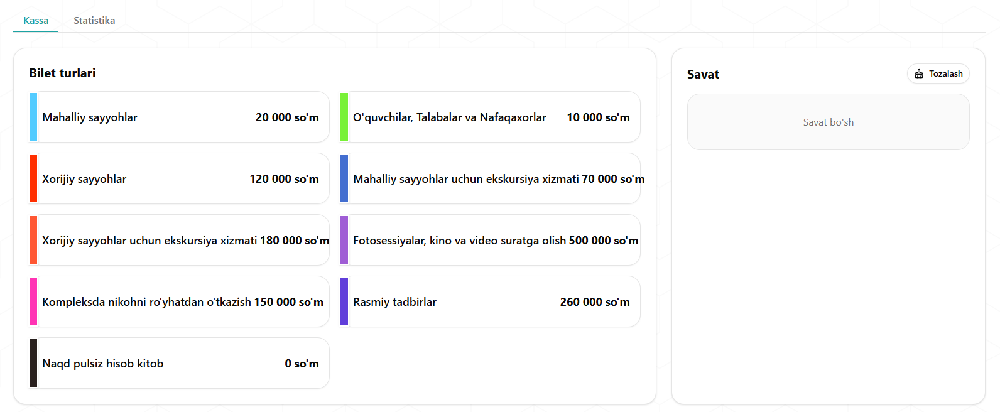 Kassa
Statistika
Bilet turlari
Mahalliy sayyohlar 20 000 so'm
O'quvchilar, Talabalar va Nafaqaxorlar 10 000 so'm
Xorijiy sayyohlar 120 000 so'm
Mahalliy sayyohlar uchun ekskursiya xizmati 70 000 so'm
Xorijiy sayyohlar uchun ekskursiya xizmati 180 000 so'm
Fotosessiyalar, kino va video suratga olish 500 000 so'm
Kompleksda nikohni ro'yhatdan o'tkazish 150 000 so'm
Rasmiy tadbirlar 260 000 so'm
Naqd pulsiz hisob kitob 0 so'm
Savat
Tozalash
Savat bo'sh